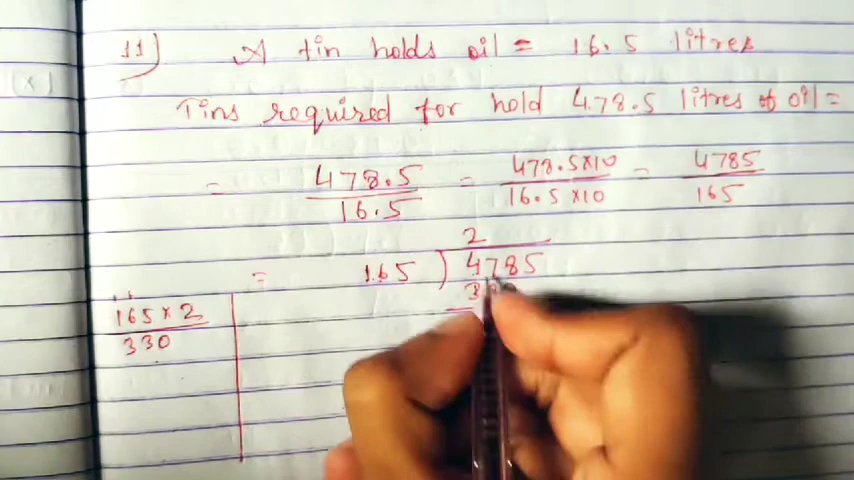 11) A tin holds oil = 16.5 litres
Tins required for hold 478.5 litres of oil =
= 478.5/16.5 = 478.5×10/16.5×10 = 4785/165
2
= 165 ) 4785
165 × 2
330